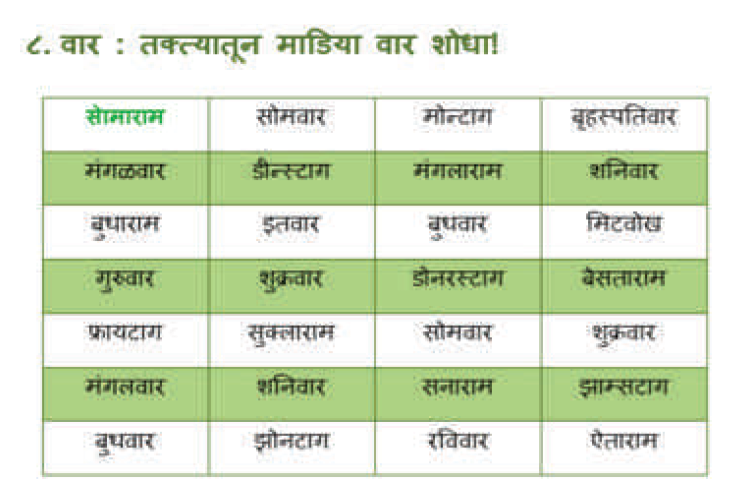 ८. वार : तक्त्यातून माडिया वार शोधा!
सेामाराम सोमवार मोन्टाग बृहस्पतिवार
मंगळवार डीन्स्टाग मंगलाराम शनिवार
बुधाराम इतवार बुधवार मिटवोख
गुरुवार शुक्रवार डोनरस्टाग बेसताराम
फ्रायटाग सुक्लाराम सोमवार शुक्रवार
मंगलवार शनिवार सनाराम झाम्सटाग
बुधवार झोनटाग रविवार ऐताराम